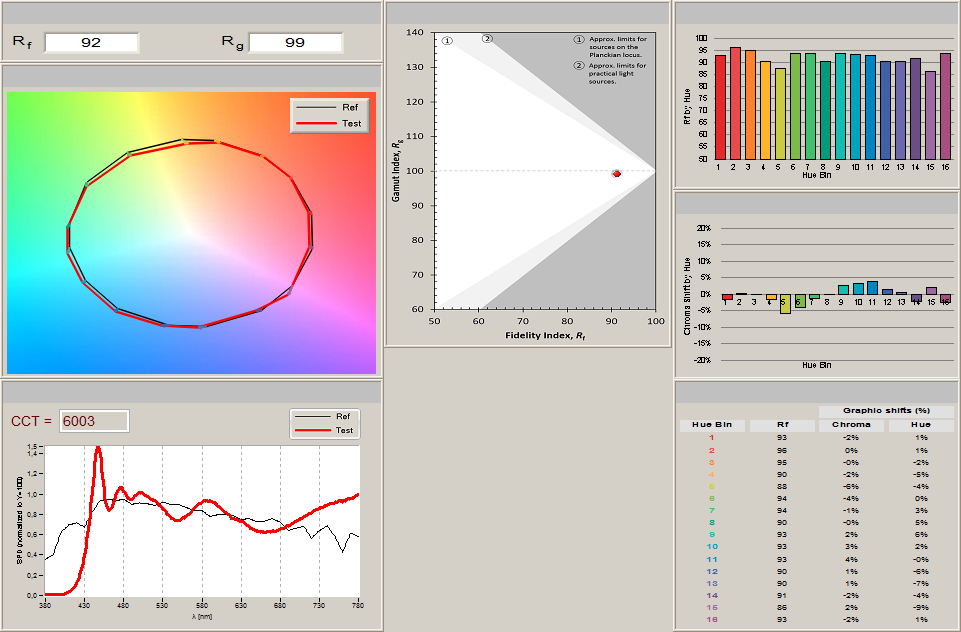 Rf 92 Rg 99
Ref
Test
CCT = 6003
Ref
Test
SPD (normalized to Y=100)
1,5
1,4
1,2
1,0
0,8
0,6
0,4
0,2
0,0
380 430 480 530 580 630 680 730 780
λ [nm]
1 2
1 Approx. limits for
sources on the
Planckian locus.
2 Approx. limits for
practical light
sources.
Gamut Index, Rg
140
130
120
110
100
90
80
70
60
50 60 70 80 90 100
Fidelity Index, Rf
Rf by Hue
100
95
90
85
80
75
70
65
60
55
50
1 2 3 4 5 6 7 8 9 10 11 12 13 14 15 16
Hue Bin
Chroma Shift by Hue
20%
15%
10%
5%
0%
-5%
-10%
-15%
-20%
1 2 3 4 5 6 7 8 9 10 11 12 13 14 15 16
Hue Bin
Graphic shifts (%)
Hue Bin Rf Chroma Hue
1 93 -2% 1%
2 96 0% 1%
3 95 -0% -2%
4 90 -2% -5%
5 88 -6% -4%
6 94 -4% 0%
7 94 -1% 3%
8 90 -0% 5%
9 93 2% 6%
10 93 3% 2%
11 93 4% -0%
12 90 1% -6%
13 90 1% -7%
14 91 -2% -4%
15 86 2% -9%
16 93 -2% 1%